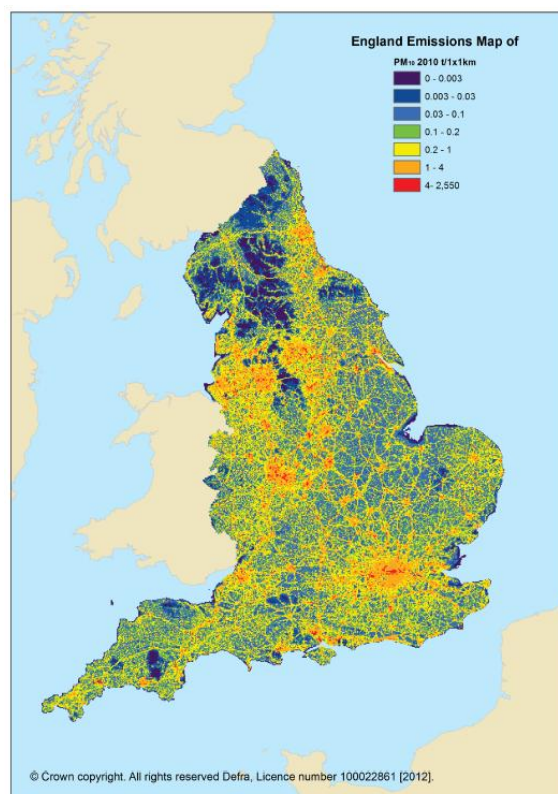 England Emissions Map of
PM10 2010 t/1x1km
0 - 0.003
0.003 - 0.03
0.03 - 0.1
0.1 - 0.2
0.2 - 1
1 - 4
4- 2,550
© Crown copyright. All rights reserved Defra, Licence number 100022861 [2012].